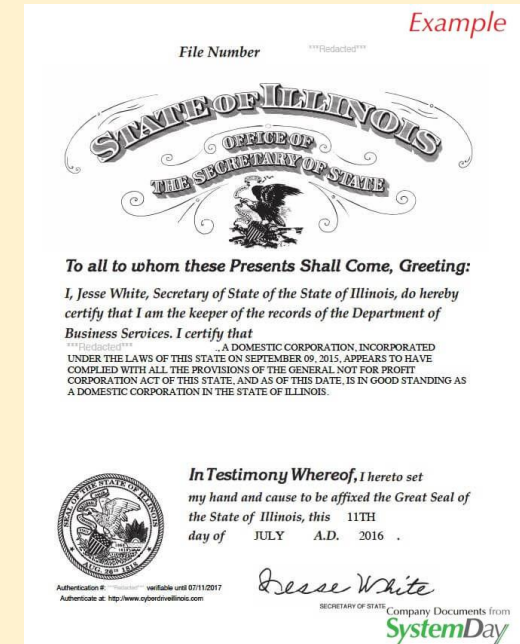 Example
File Number ***Redacted***
STATE OF ILLINOIS
OFFICE OF
THE SECRETARY OF STATE
To all to whom these Presents Shall Come, Greeting:
I, Jesse White, Secretary of State of the State of Illinois, do hereby
certify that I am the keeper of the records of the Department of
Business Services. I certify that
***Redacted*** ., A DOMESTIC CORPORATION, INCORPORATED
UNDER THE LAWS OF THIS STATE ON SEPTEMBER 09, 2015, APPEARS TO HAVE
COMPLIED WITH ALL THE PROVISIONS OF THE GENERAL NOT FOR PROFIT
CORPORATION ACT OF THIS STATE, AND AS OF THIS DATE, IS IN GOOD STANDING AS
A DOMESTIC CORPORATION IN THE STATE OF ILLINOIS.
In Testimony Whereof, I hereto set
my hand and cause to be affixed the Great Seal of
the State of Illinois, this 11TH
day of JULY A.D. 2016 .
SEAL OF THE STATE OF ILLINOIS
AUG. 26TH 1818
Authentication #: ***Redacted*** verifiable until 07/11/2017
Authenticate at: http://www.cyberdriveillinois.com
Jesse White
SECRETARY OF STATE
Company Documents from
SystemDay